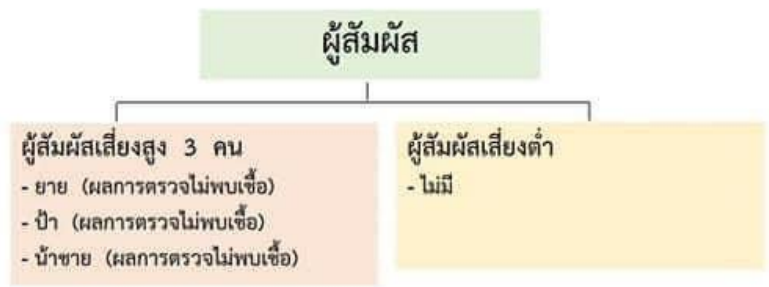 ผู้สัมผัส
ผู้สัมผัสเสี่ยงสูง 3 คน
- ยาย (ผลการตรวจไม่พบเชื้อ)
- ป้า (ผลการตรวจไม่พบเชื้อ)
- น้าชาย (ผลการตรวจไม่พบเชื้อ)
ผู้สัมผัสเสี่ยงต่ำ
- ไม่มี